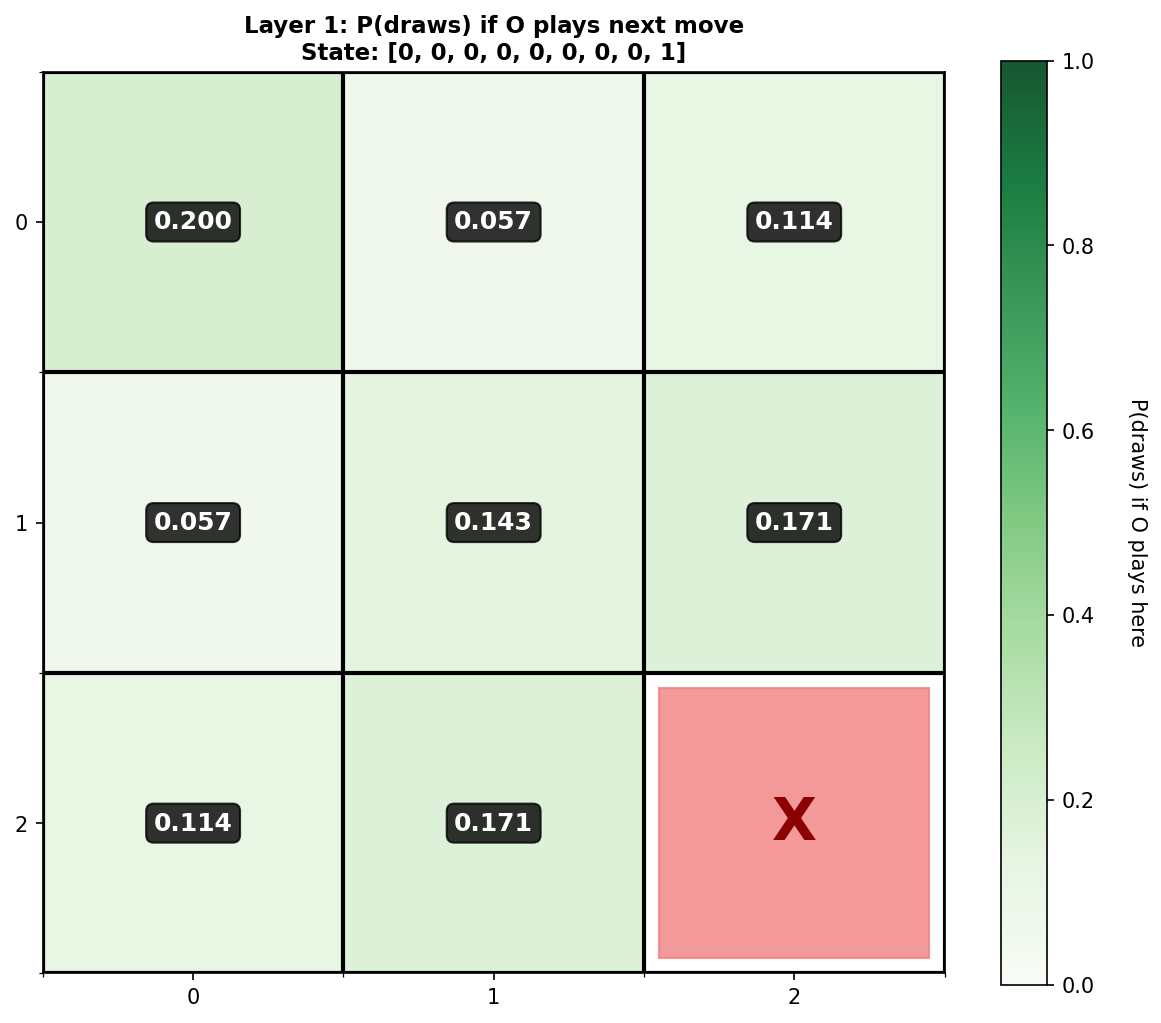 Layer 1: P(draws) if O plays next move
State: [0, 0, 0, 0, 0, 0, 0, 0, 1]
0 0.200 0.057 0.114
1 0.057 0.143 0.171
2 0.114 0.171 X
0 1 2
1.0
0.8
0.6
0.4
0.2
0.0
P(draws) if O plays here